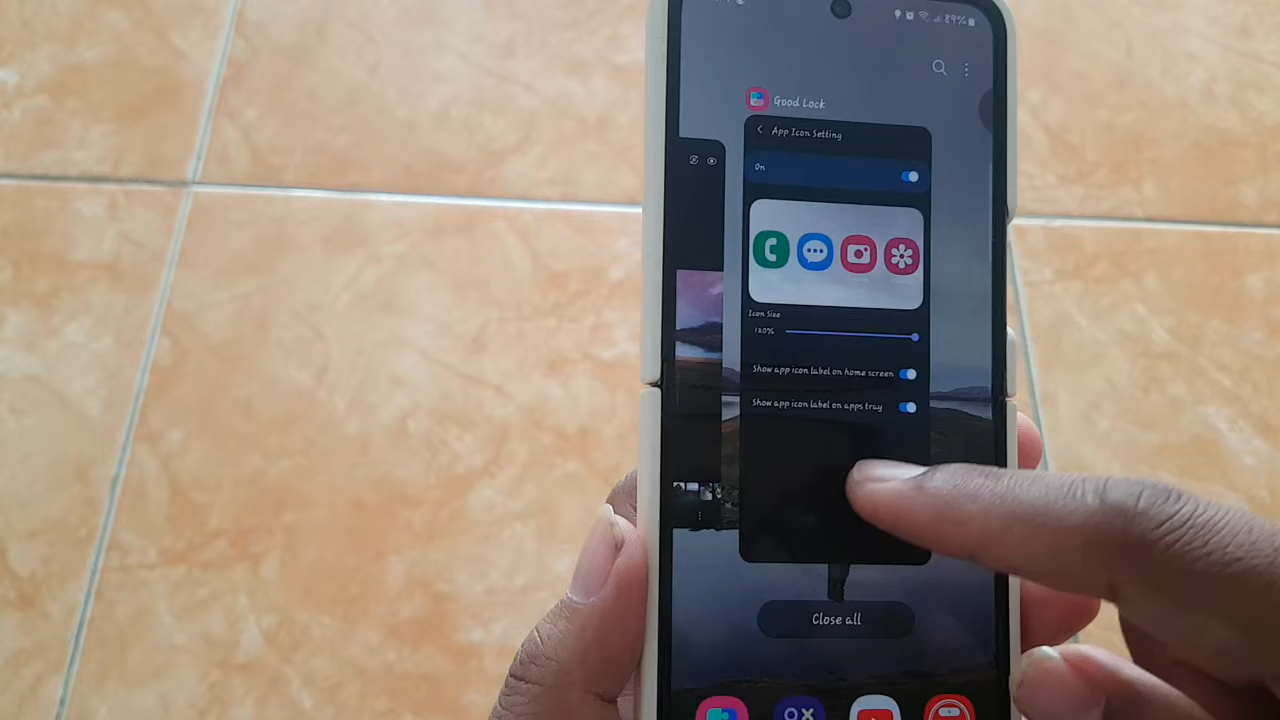 89%
Good Lock
App Icon Setting
On
Icon Size
120%
Show app icon label on home screen
Show app icon label on apps tray
Close all